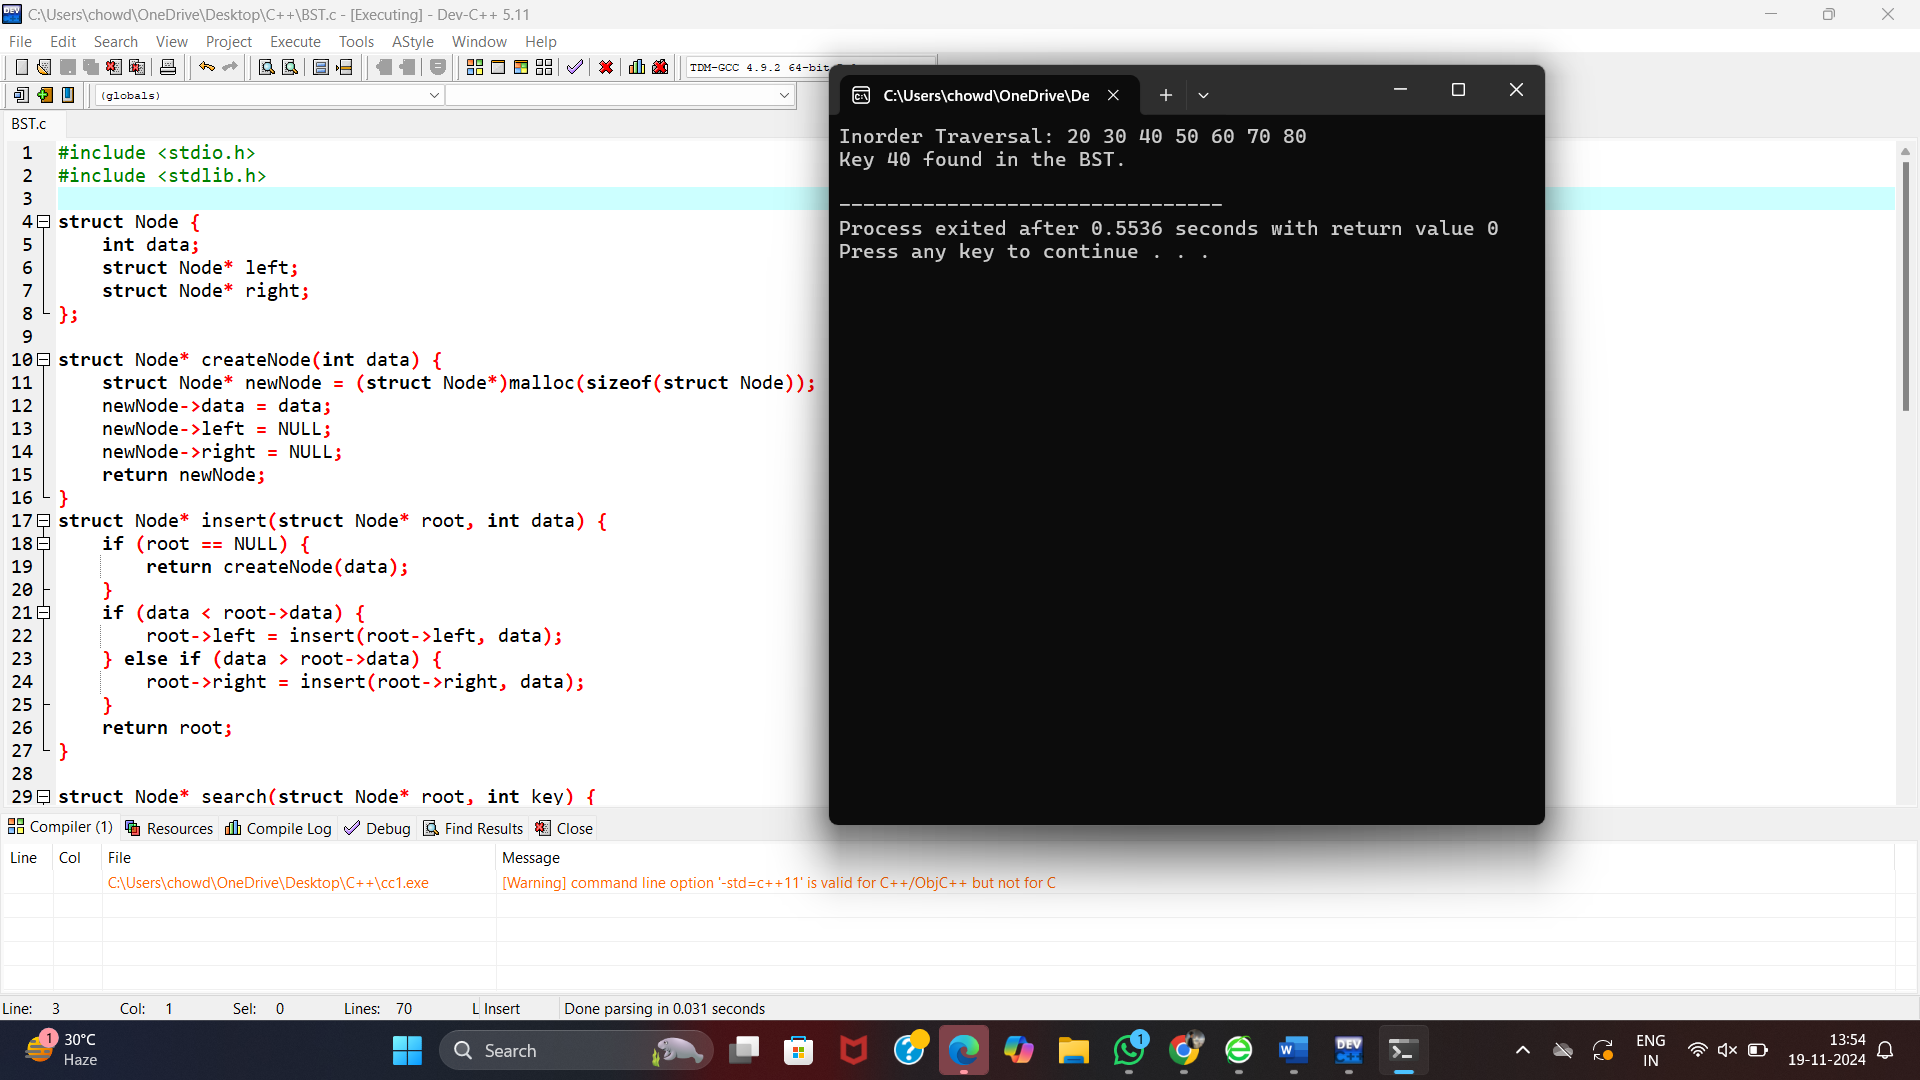 C:\Users\chowd\OneDrive\Desktop\C++\BST.c - [Executing] - Dev-C++ 5.11
File Edit Search View Project Execute Tools AStyle Window Help
TDM-GCC 4.9.2 64-bit
(globals)
BST.c
1 #include <stdio.h>
2 #include <stdlib.h>
3
4 struct Node {
5 int data;
6 struct Node* left;
7 struct Node* right;
8 };
9
10 struct Node* createNode(int data) {
11 struct Node* newNode = (struct Node*)malloc(sizeof(struct Node));
12 newNode->data = data;
13 newNode->left = NULL;
14 newNode->right = NULL;
15 return newNode;
16 }
17 struct Node* insert(struct Node* root, int data) {
18 if (root == NULL) {
19 return createNode(data);
20 }
21 if (data < root->data) {
22 root->left = insert(root->left, data);
23 } else if (data > root->data) {
24 root->right = insert(root->right, data);
25 }
26 return root;
27 }
28
29 struct Node* search(struct Node* root, int key) {
C:\Users\chowd\OneDrive\De
Inorder Traversal: 20 30 40 50 60 70 80
Key 40 found in the BST.
--------------------------------
Process exited after 0.5536 seconds with return value 0
Press any key to continue . . .
Compiler (1) Resources Compile Log Debug Find Results Close
Line Col File Message
C:\Users\chowd\OneDrive\Desktop\C++\cc1.exe [Warning] command line option '-std=c++11' is valid for C++/ObjC++ but not for C
Line: 3 Col: 1 Sel: 0 Lines: 70 L Insert Done parsing in 0.031 seconds
1 30°C
Haze
Search
1
W
DEV
C++
ENG
IN
13:54
19-11-2024